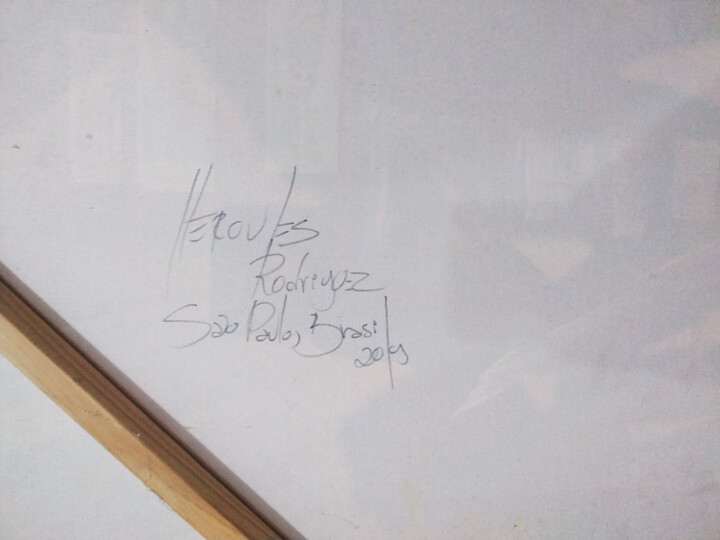 HERCULES
Rodriguez
São Paulo, Brasil
2019